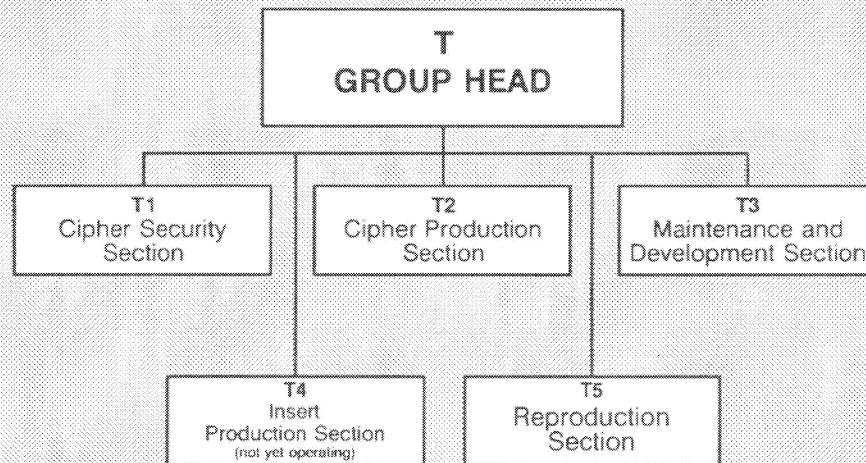 T
GROUP HEAD
T1
Cipher Security
Section
T2
Cipher Production
Section
T3
Maintenance and
Development Section
T4
Insert
Production Section
(not yet operating)
T5
Reproduction
Section